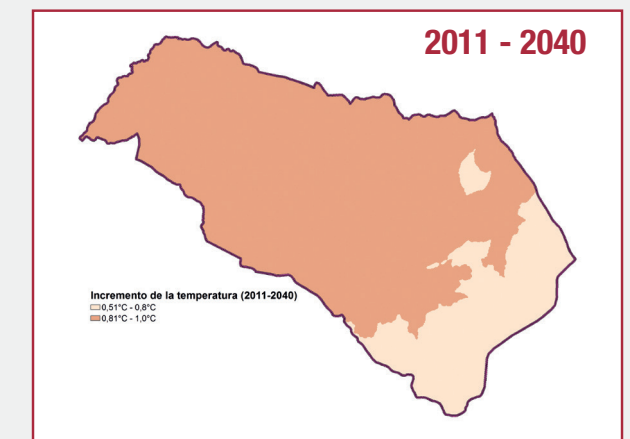 2011 - 2040
Incremento de la temperatura (2011-2040)
0,51°C - 0,8°C
0,81°C - 1,0°C